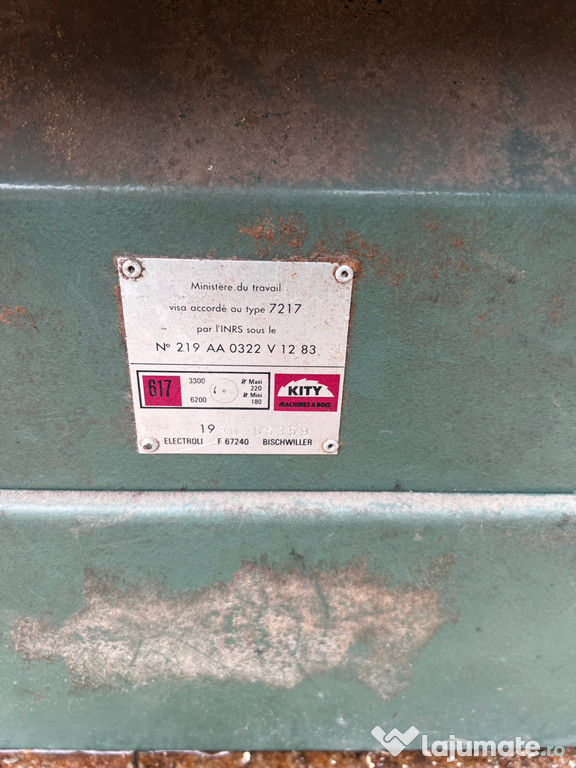 Ministère du travail
visa accordé au type 7217
par l'INRS sous le
Nº 219 AA 0322 V 12 83
617
3300
6200
Ø Maxi
220
Ø Mini
180
KITY
MACHINES A BOIS
19
ELECTROLI F 67240 BISCHWILLER
lajumate.ro